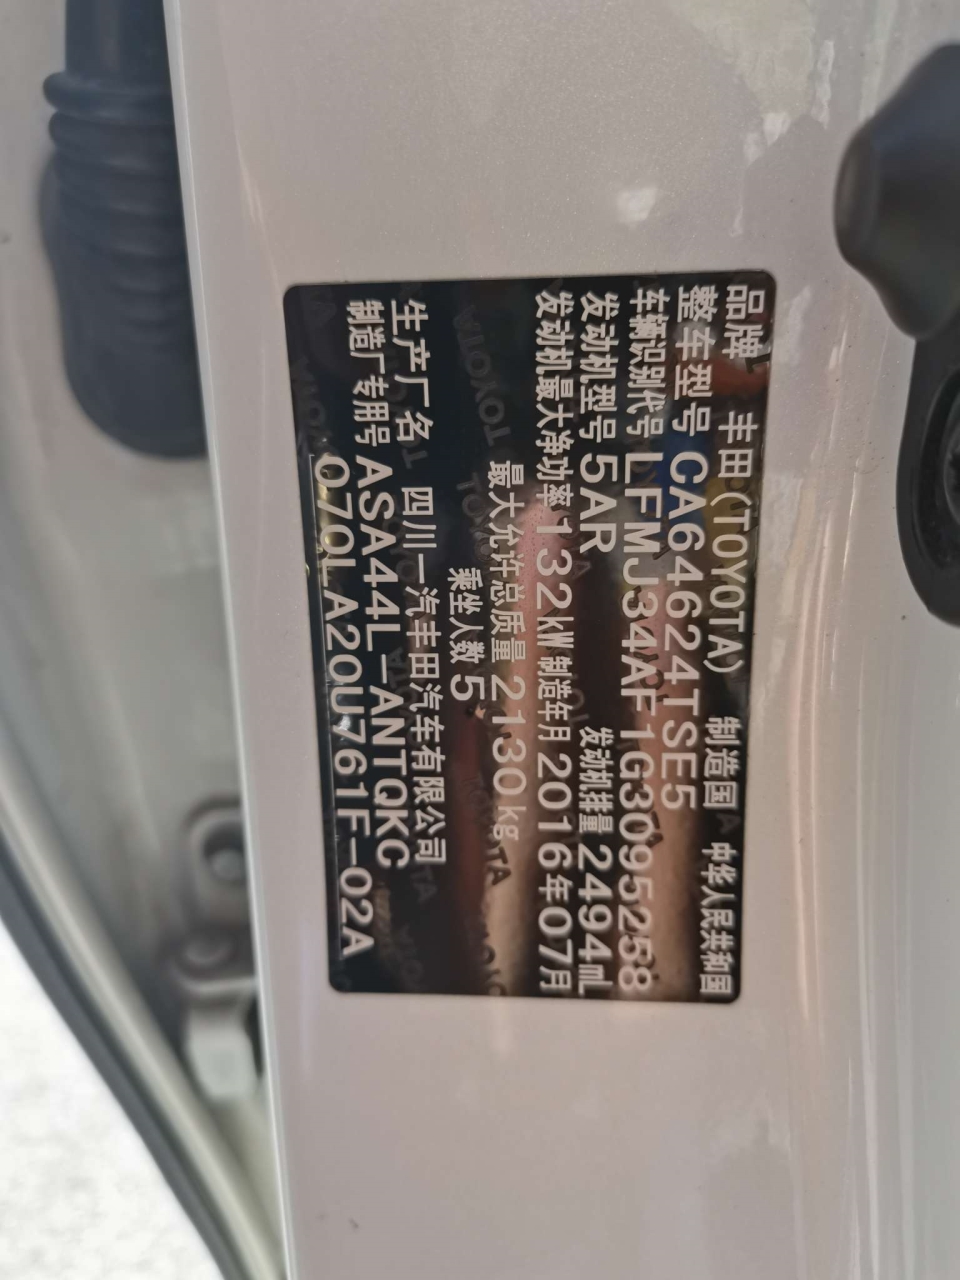 品牌 丰田(TOYOTA) 制造国 中华人民共和国
整车型号 CA64624TSE5
车辆识别代号 LFMJ34AF1G3095258
发动机型号 5AR 发动机排量 2494mL
发动机最大净功率 132kW 制造年月 2016年07月
最大允许总质量 2130kg
乘坐人数 5
生产厂名 四川一汽丰田汽车有限公司
制造厂专用号 ASA44L-ANTQKC
070LA20U761F-02A